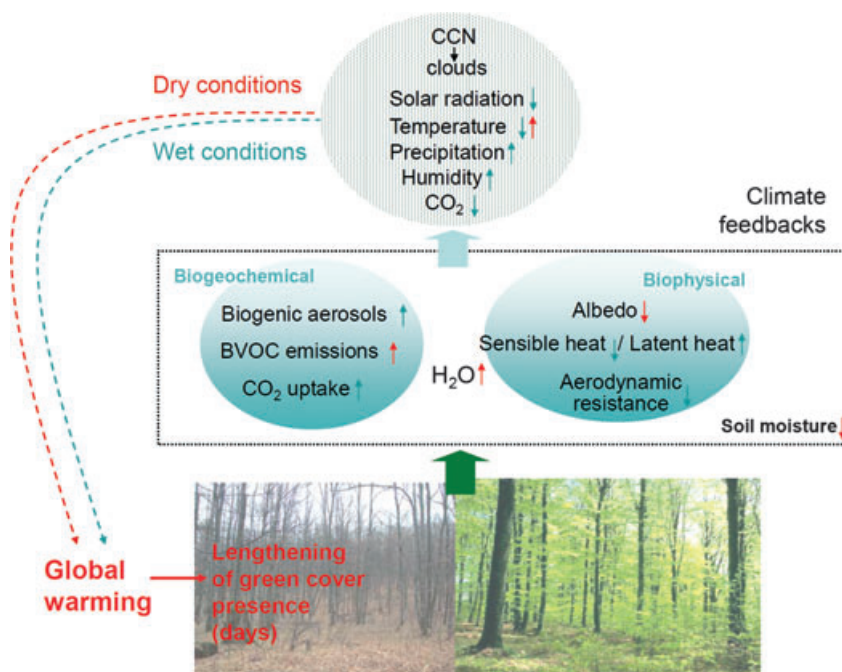 CCN
clouds
Dry conditions
Solar radiation ↓
Temperature ↓↑
Wet conditions
Precipitation ↑
Humidity ↑
CO₂ ↓
Climate
feedbacks
Biogeochemical
Biophysical
Biogenic aerosols ↑
Albedo ↓
BVOC emissions ↑
Sensible heat ↓ / Latent heat ↑
CO₂ uptake ↑
H₂O ↑
Aerodynamic
resistance ↓
Soil moisture ↓
Global
warming
Lengthening
of green cover
presence
(days)